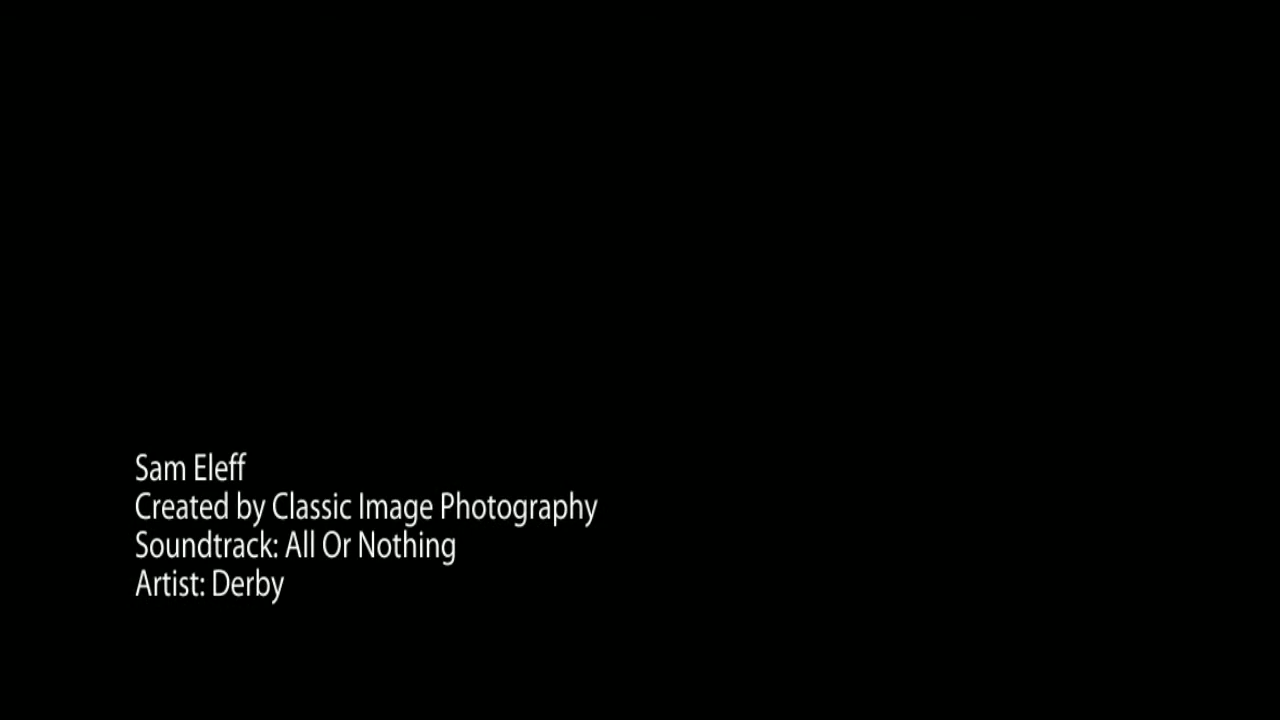 Sam Eleff
Created by Classic Image Photography
Soundtrack: All Or Nothing
Artist: Derby